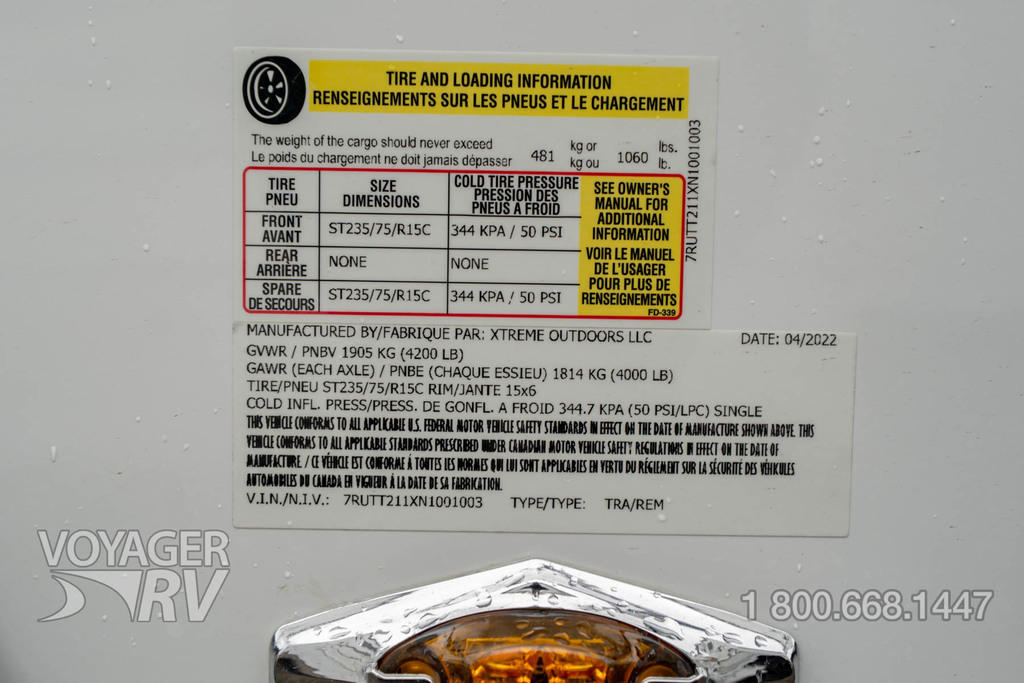 TIRE AND LOADING INFORMATION
RENSEIGNEMENTS SUR LES PNEUS ET LE CHARGEMENT
The weight of the cargo should never exceed 481 kg or 1060 lbs.
Le poids du chargement ne doit jamais dépasser kg ou lb.
TIRE PNEU SIZE DIMENSIONS COLD TIRE PRESSURE PRESSION DES PNEUS A FROID
FRONT AVANT ST235/75/R15C 344 KPA / 50 PSI
REAR ARRIÈRE NONE NONE
SPARE DE SECOURS ST235/75/R15C 344 KPA / 50 PSI
SEE OWNER'S
MANUAL FOR
ADDITIONAL
INFORMATION
VOIR LE MANUEL
DE L'USAGER
POUR PLUS DE
RENSEIGNEMENTS
FD-339
7RUTT211XN1001003
MANUFACTURED BY/FABRIQUE PAR: XTREME OUTDOORS LLC DATE: 04/2022
GVWR / PNBV 1905 KG (4200 LB)
GAWR (EACH AXLE) / PNBE (CHAQUE ESSIEU) 1814 KG (4000 LB)
TIRE/PNEU ST235/75/R15C RIM/JANTE 15x6
COLD INFL. PRESS/PRESS. DE GONFL. A FROID 344.7 KPA (50 PSI/LPC) SINGLE
THIS VEHICLE CONFORMS TO ALL APPLICABLE U.S. FEDERAL MOTOR VEHICLE SAFETY STANDARDS IN EFFECT ON THE DATE OF MANUFACTURE SHOWN ABOVE. THIS
VEHICLE CONFORMS TO ALL APPLICABLE STANDARDS PRESCRIBED UNDER CANADIAN MOTOR VEHICLE SAFETY REGULATIONS IN EFFECT ON THE DATE OF
MANUFACTURE. / CE VÉHICLE EST CONFORME À TOUTES LES NORMES QUI LUI SONT APPLICABLES EN VERTU DU RÉGLEMENT SUR LA SÉCURITÉ DES VÉHIKULES
AUTOMOBILES DU CANADA EN VIGUEUR À LA DATE DE SA FABRICATION.
V.I.N./N.I.V.: 7RUTT211XN1001003 TYPE/TYPE: TRA/REM
VOYAGER
RV
1 800.668.1447